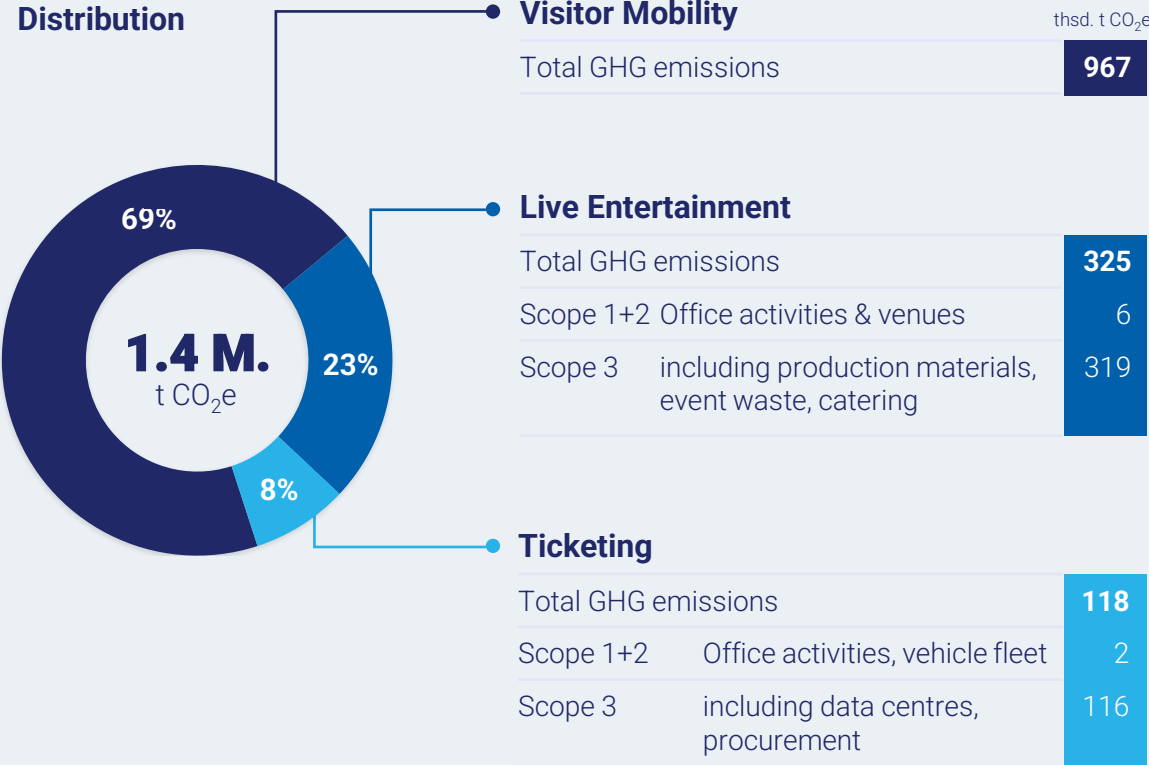 Distribution
69%
23%
8%
1.4 M.
t CO₂e
Visitor Mobility
thsd. t CO₂e
Total GHG emissions 967
Live Entertainment
Total GHG emissions 325
Scope 1+2 Office activities & venues 6
Scope 3 including production materials, 319
event waste, catering
Ticketing
Total GHG emissions 118
Scope 1+2 Office activities, vehicle fleet 2
Scope 3 including data centres, 116
procurement